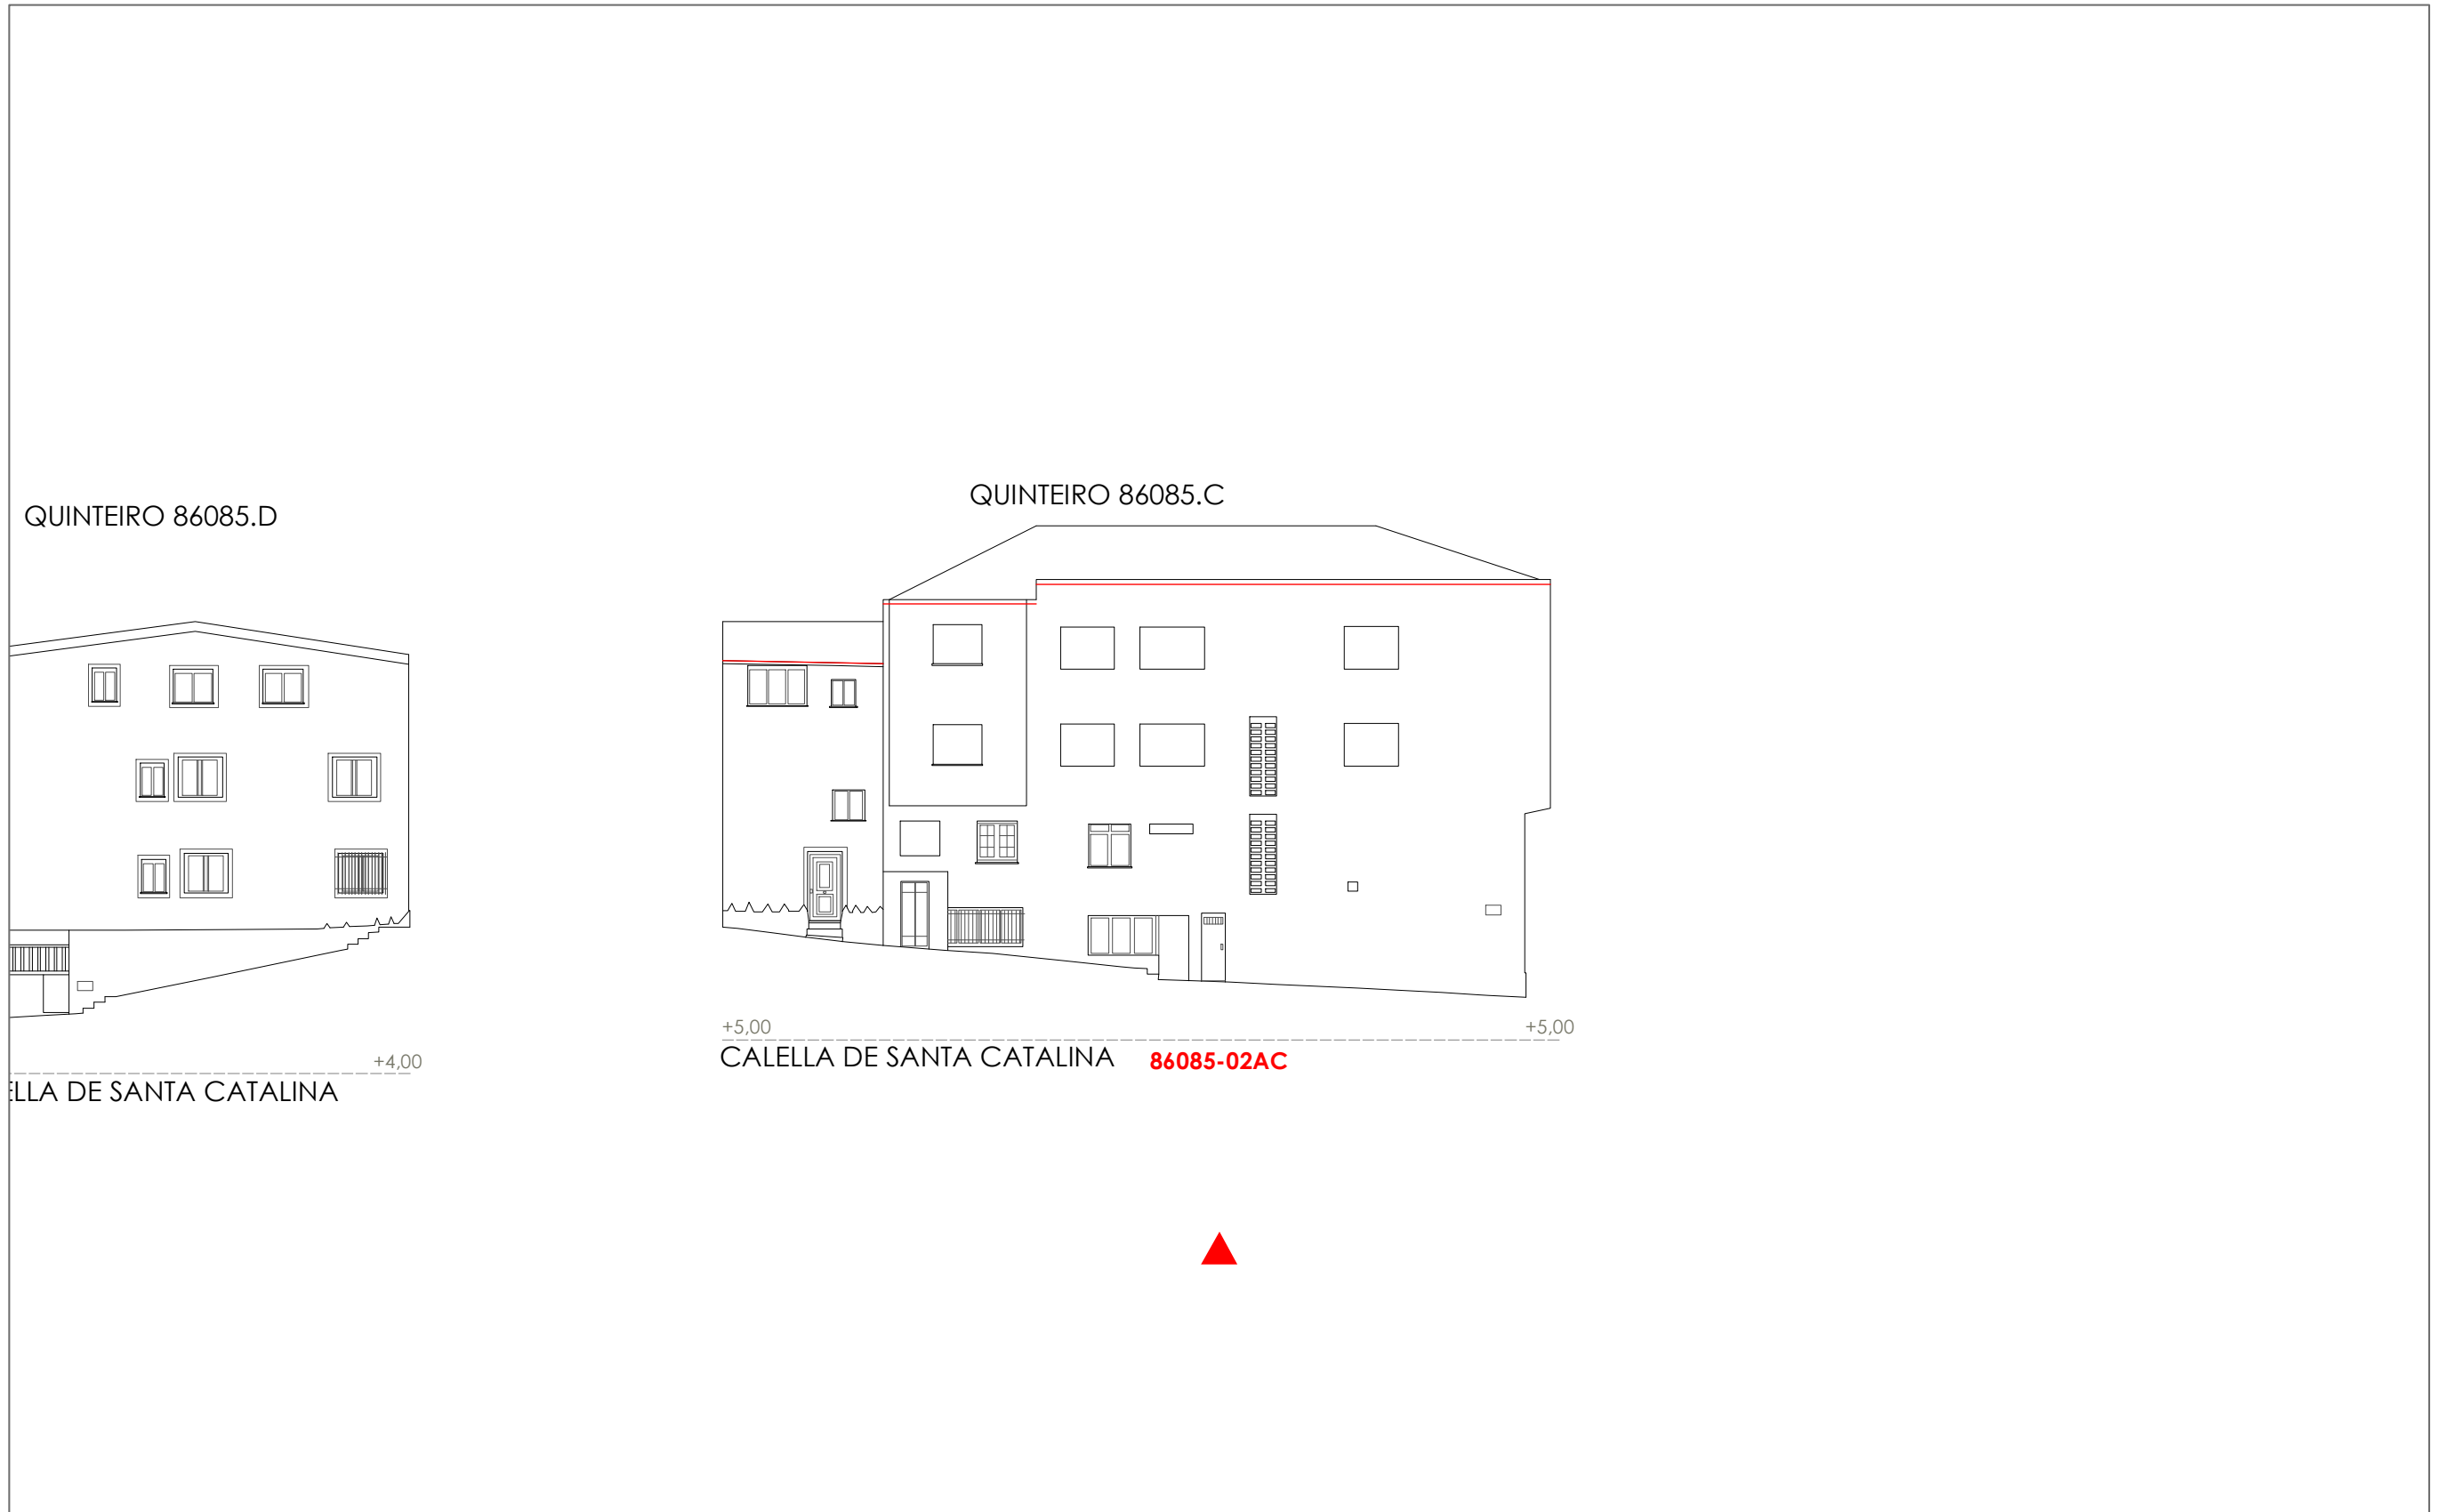 QUINTEIRO 86085.D
QUINTEIRO 86085.C
+5,00
+5,00
CALELLA DE SANTA CATALINA
86085-02AC
+4,00
ELLA DE SANTA CATALINA